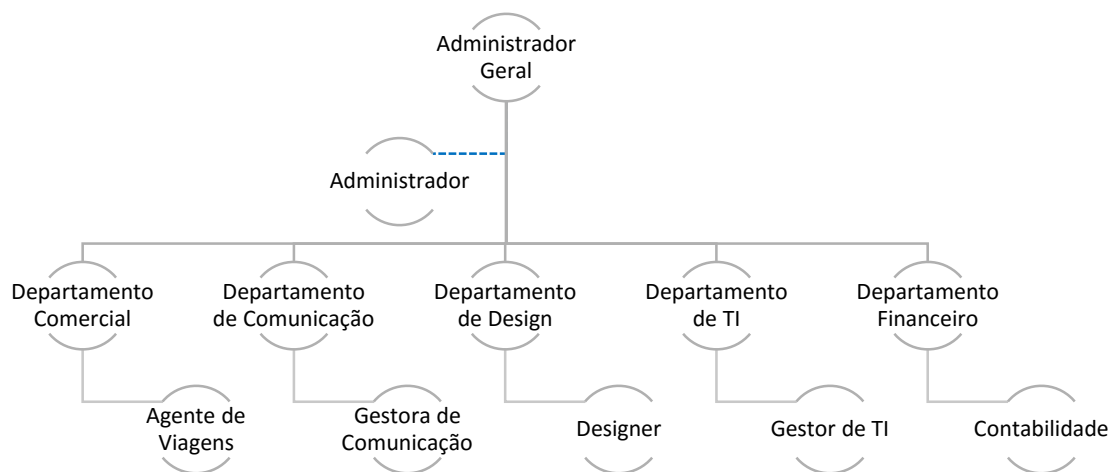 Administrador
Geral
Administrador
Departamento
Comercial
Departamento
de Comunicação
Departamento
de Design
Departamento
de TI
Departamento
Financeiro
Agente de
Viagens
Gestora de
Comunicação
Designer
Gestor de TI
Contabilidade